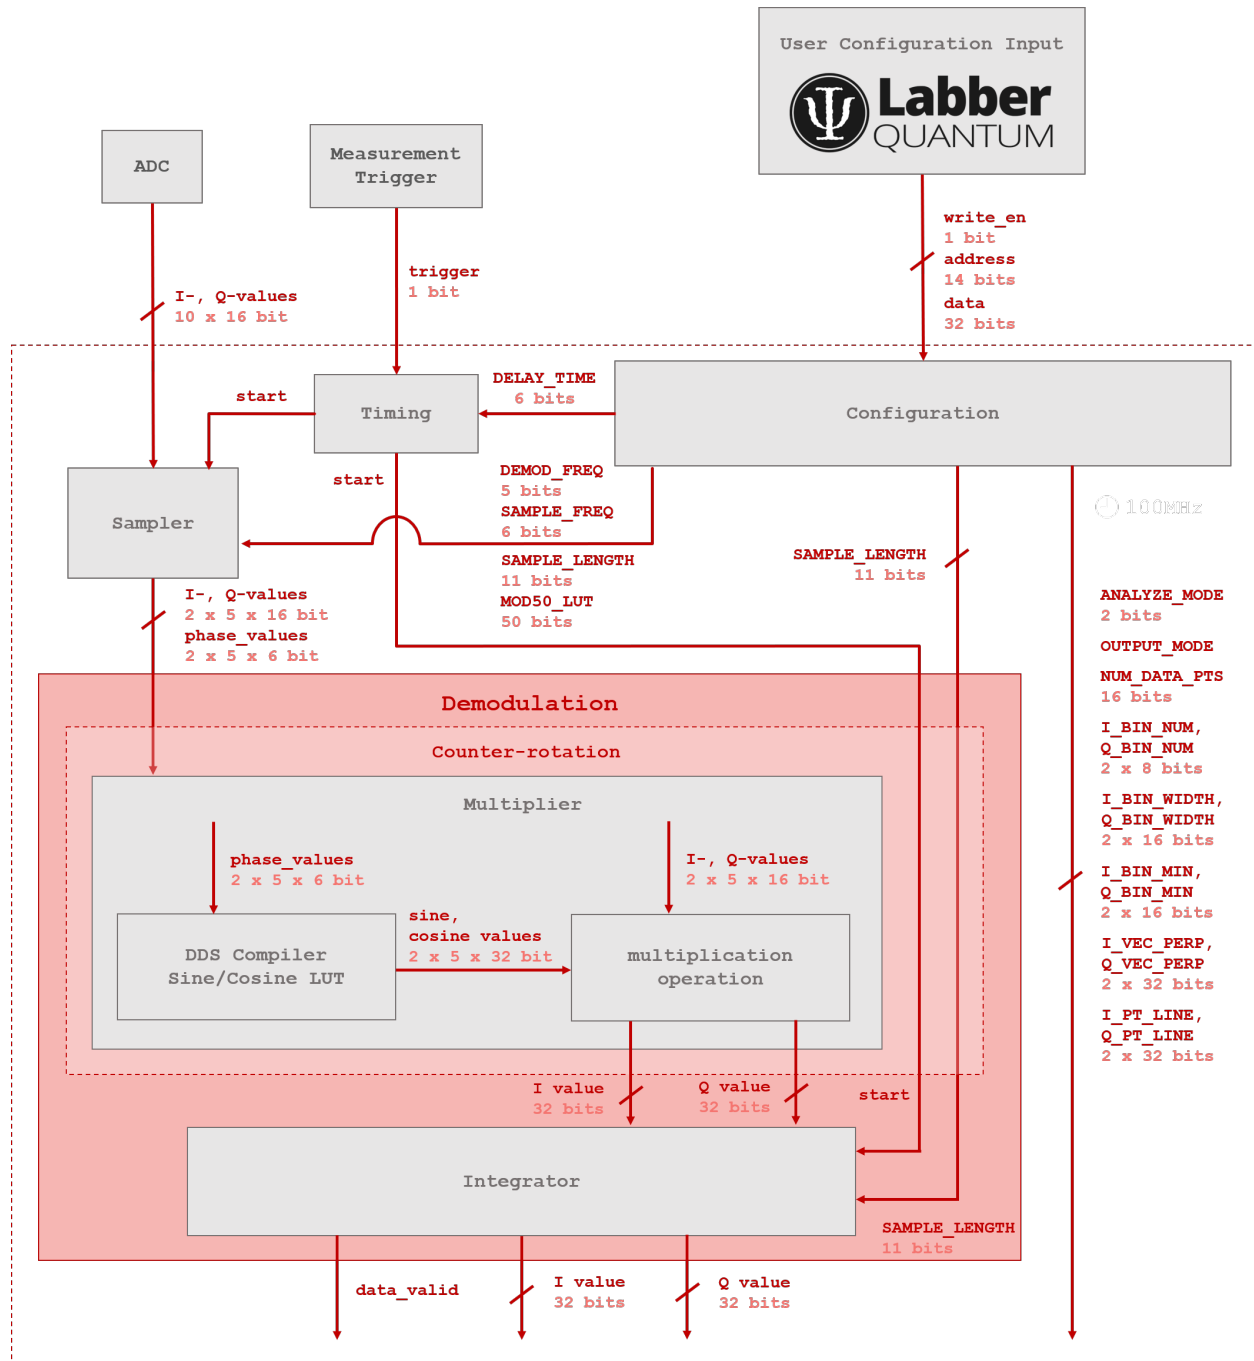 User Configuration Input
Labber
QUANTUM
ADC
Measurement
Trigger
write_en
1 bit
address
14 bits
data
32 bits
trigger
1 bit
I-, Q-values
10 x 16 bit
start
Timing
DELAY_TIME
6 bits
Configuration
start
DEMOD_FREQ
5 bits
SAMPLE_FREQ
6 bits
SAMPLE_LENGTH
11 bits
MOD50_LUT
50 bits
Sampler
100MHz
SAMPLE_LENGTH
11 bits
I-, Q-values
2 x 5 x 16 bit
phase_values
2 x 5 x 6 bit
ANALYZE_MODE
2 bits
OUTPUT_MODE
NUM_DATA_PTS
16 bits
I_BIN_NUM,
Q_BIN_NUM
2 x 8 bits
I_BIN_WIDTH,
Q_BIN_WIDTH
2 x 16 bits
I_BIN_MIN,
Q_BIN_MIN
2 x 16 bits
I_VEC_PERP,
Q_VEC_PERP
2 x 32 bits
I_PT_LINE,
Q_PT_LINE
2 x 32 bits
Demodulation
Counter-rotation
Multiplier
phase_values
2 x 5 x 6 bit
I-, Q-values
2 x 5 x 16 bit
DDS Compiler
Sine/Cosine LUT
sine,
cosine values
2 x 5 x 32 bit
multiplication
operation
I value
32 bits
Q value
32 bits
start
Integrator
SAMPLE_LENGTH
11 bits
data_valid
I value
32 bits
Q value
32 bits